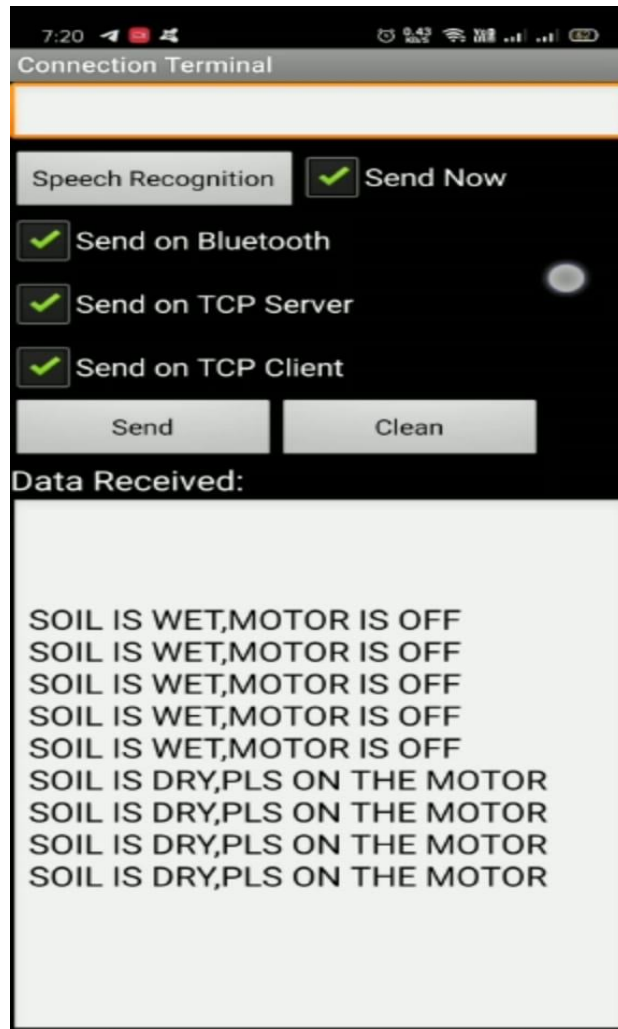 7:20
0.43 KB/S
62
Connection Terminal
Speech Recognition
Send Now
Send on Bluetooth
Send on TCP Server
Send on TCP Client
Send
Clean
Data Received:
SOIL IS WET,MOTOR IS OFF
SOIL IS WET,MOTOR IS OFF
SOIL IS WET,MOTOR IS OFF
SOIL IS WET,MOTOR IS OFF
SOIL IS WET,MOTOR IS OFF
SOIL IS DRY,PLS ON THE MOTOR
SOIL IS DRY,PLS ON THE MOTOR
SOIL IS DRY,PLS ON THE MOTOR
SOIL IS DRY,PLS ON THE MOTOR